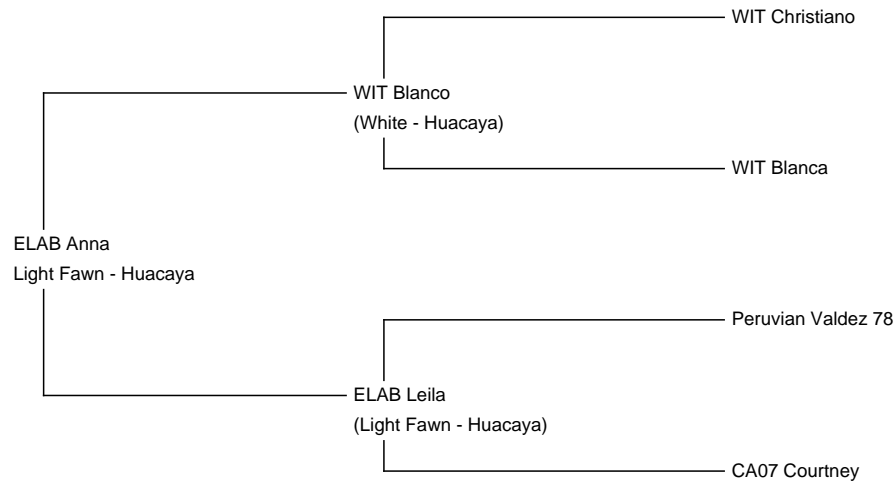 WIT Christiano
WIT Blanco
(White - Huacaya)
WIT Blanca
ELAB Anna
Light Fawn - Huacaya
Peruvian Valdez 78
ELAB Leila
(Light Fawn - Huacaya)
CA07 Courtney